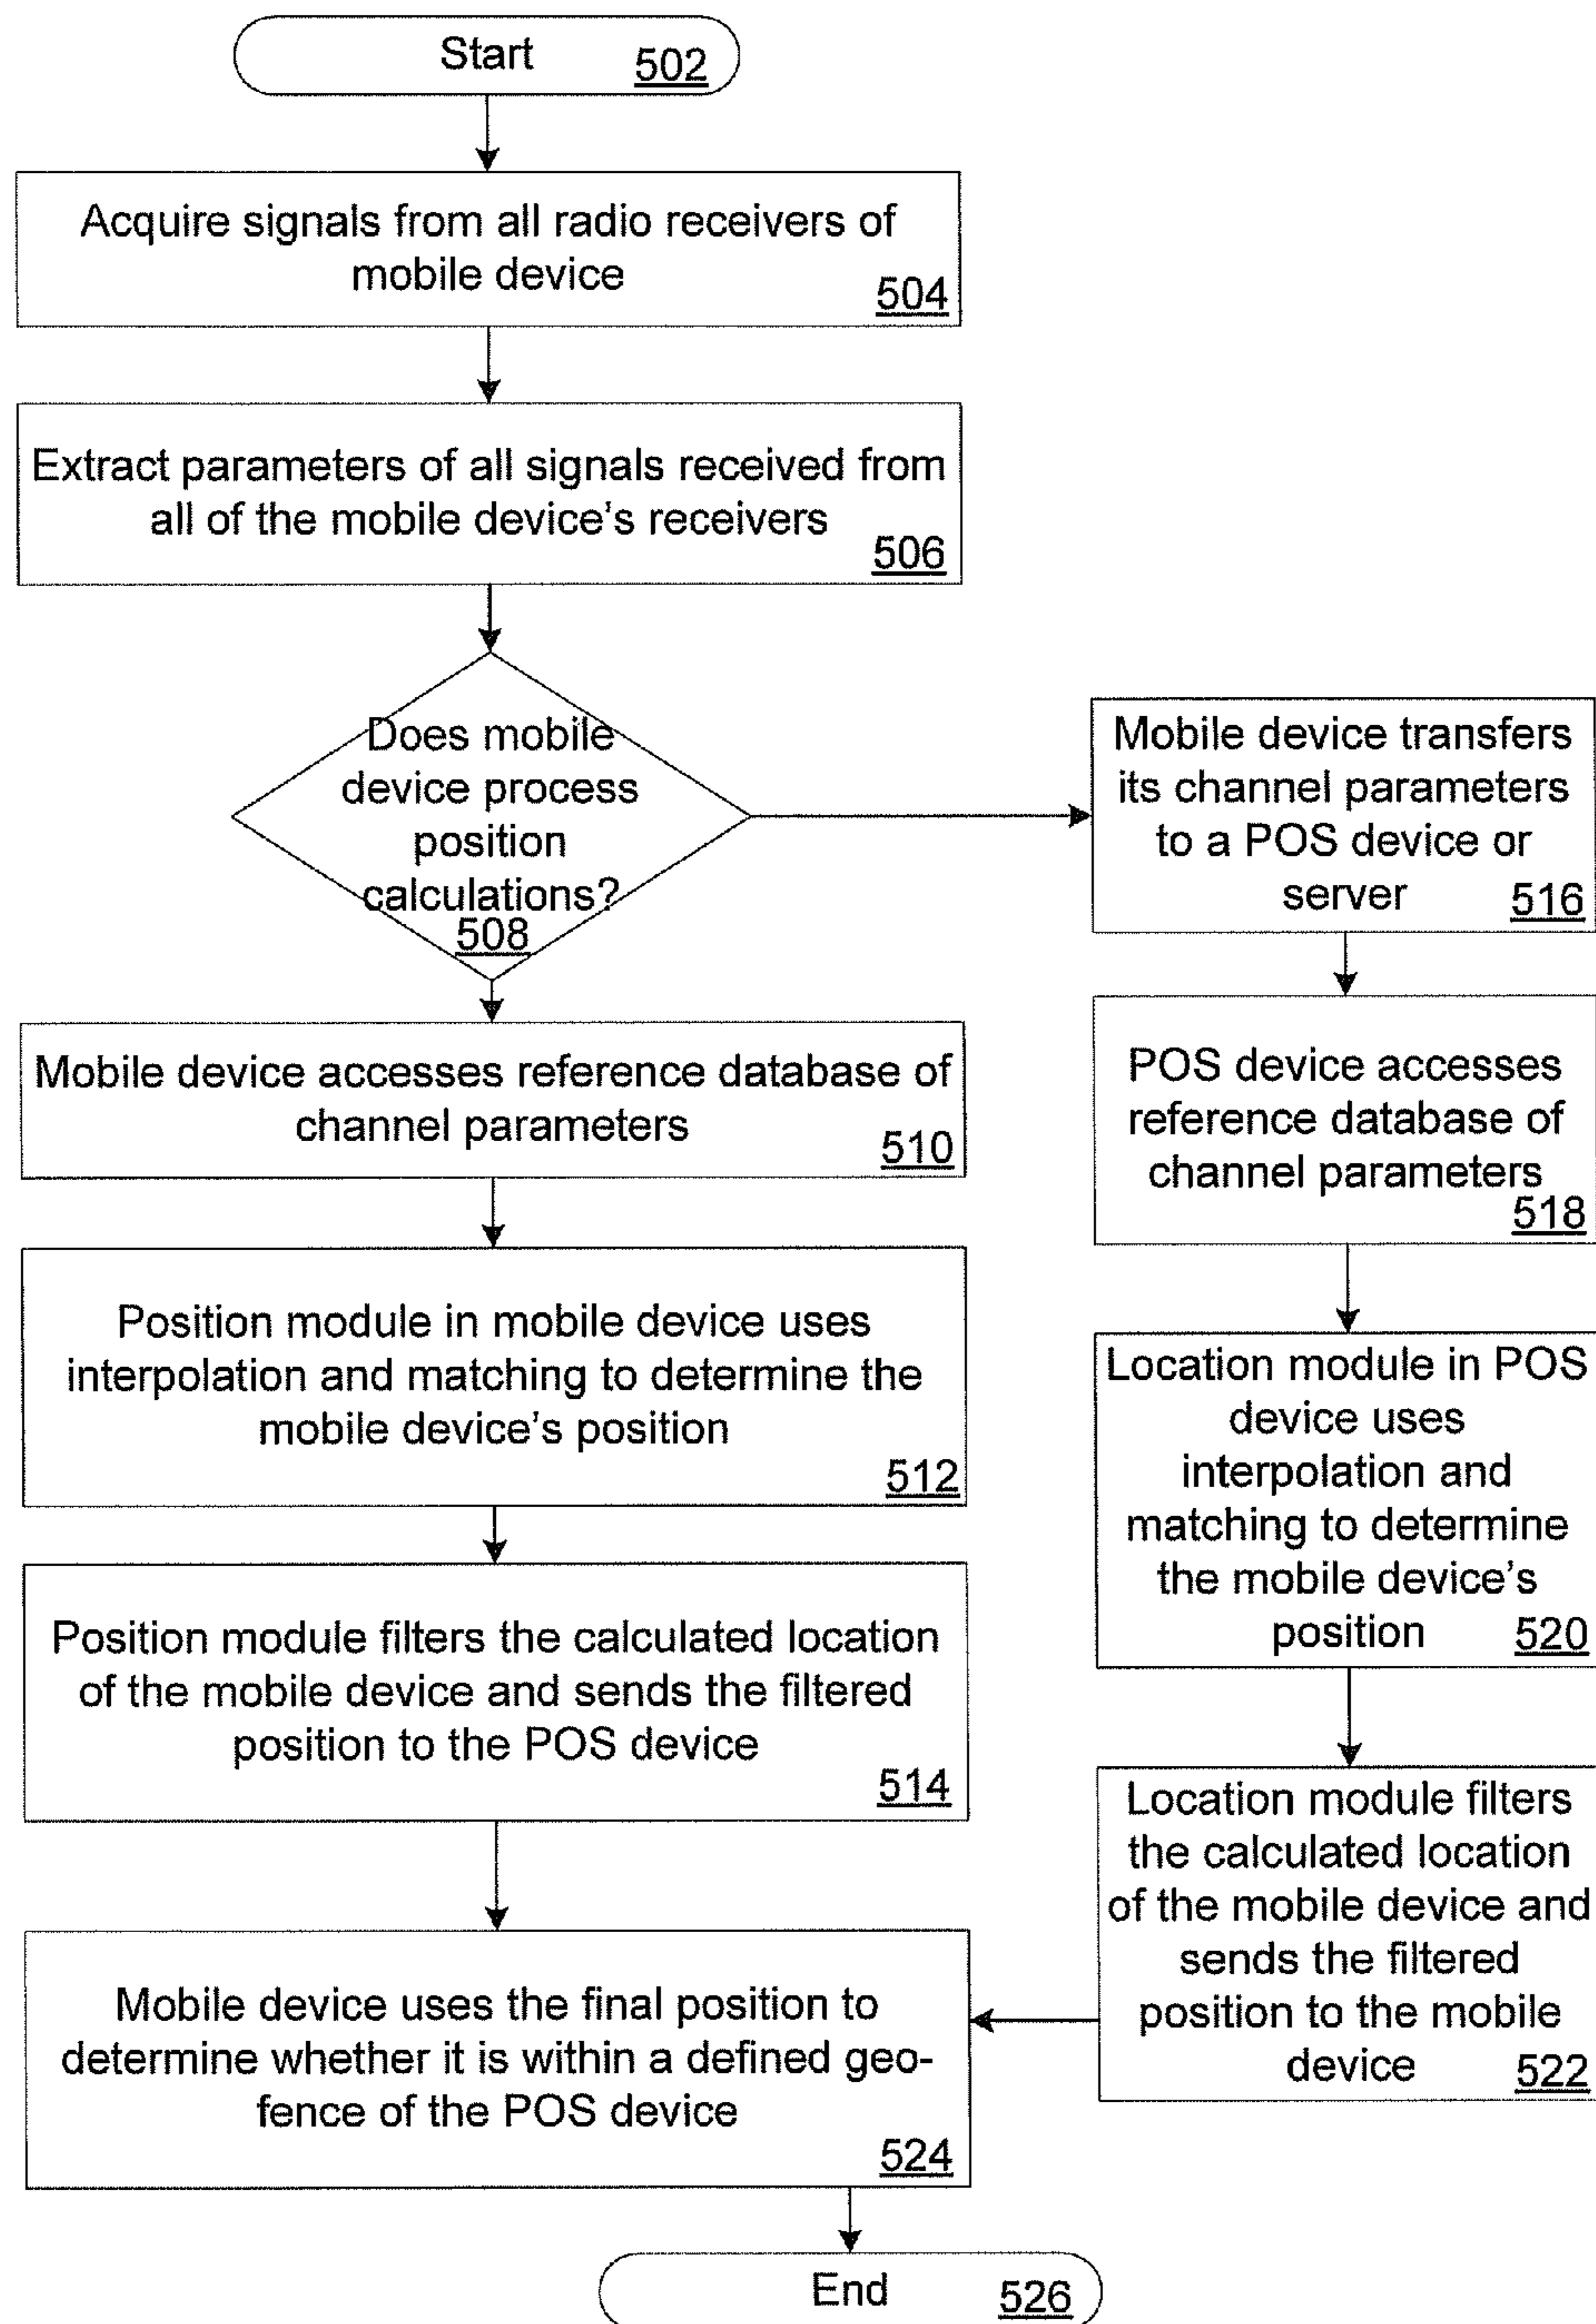 Start 502
Acquire signals from all radio receivers of
mobile device
504
Extract parameters of all signals received from
all of the mobile device's receivers
506
Does mobile
device process
position
calculations?
508
Mobile device accesses reference database of
channel parameters
510
Position module in mobile device uses
interpolation and matching to determine the
mobile device's position
512
Position module filters the calculated location
of the mobile device and sends the filtered
position to the POS device
514
Mobile device transfers
its channel parameters
to a POS device or
server 516
POS device accesses
reference database of
channel parameters
518
Location module in POS
device uses
interpolation and
matching to determine
the mobile device's
position 520
Location module filters
the calculated location
of the mobile device and
sends the filtered
position to the mobile
device 522
Mobile device uses the final position to
determine whether it is within a defined geo-
fence of the POS device
524
End 526